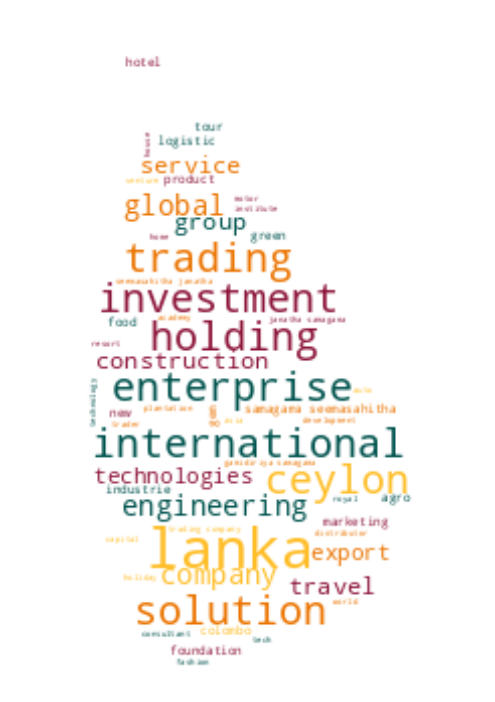 hotel
tour
house
logistic
service
venture product
global motor
institute
group
home green
trading
seemasahitha janatha
investment
food academy janatha samagama
holding
resort
construction
technology
enterprise auto
new plantation samagama seemasahitha
trader asia development
international
gamidiriya samagama
technologies ceylon
industrie royal agro
engineering
marketing
trading company distributor
capital lanka export
holiday company travel
world
solution
consultant colombo
tech
foundation
fashion